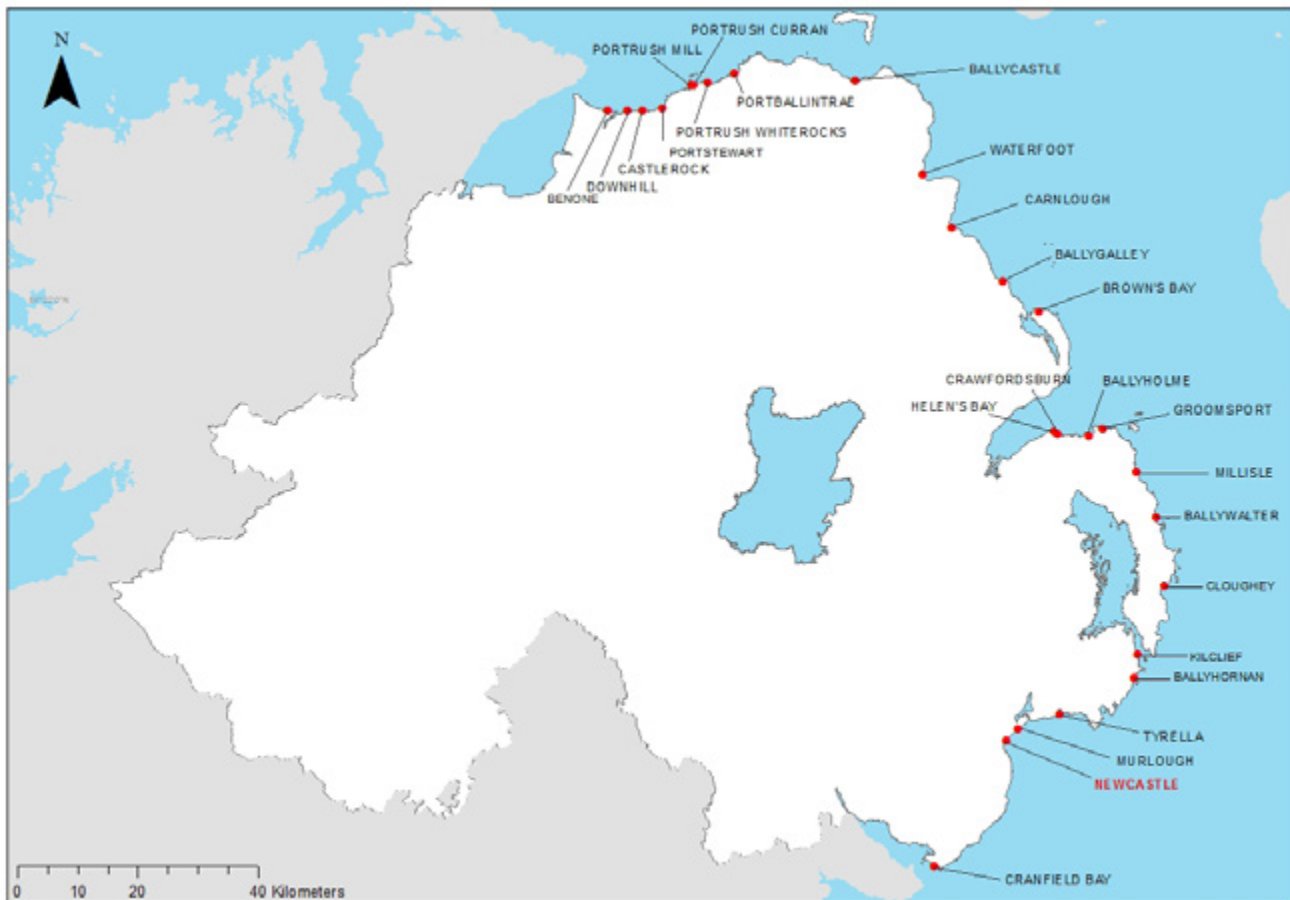 N
PORTRUSH CURRAN
PORTRUSH MILL
BALLYCASTLE
PORTBALLINTRAE
PORTRUSH WHITEROCKS
PORTSTEWART
CASTLEROCK
DOWNHILL
BENONE
WATERFOOT
CARNLOUGH
BALLYGALLEY
BROWN'S BAY
CRAWFORDSBURN
BALLYHOLME
HELEN'S BAY
GROOMSPORT
MILLISLE
BALLYWALTER
CLOUGHEY
KILCLIEF
BALLYHORNAN
TYRELLA
MURLOUGH
NEWCASTLE
CRANFIELD BAY
0 10 20 40 Kilometers